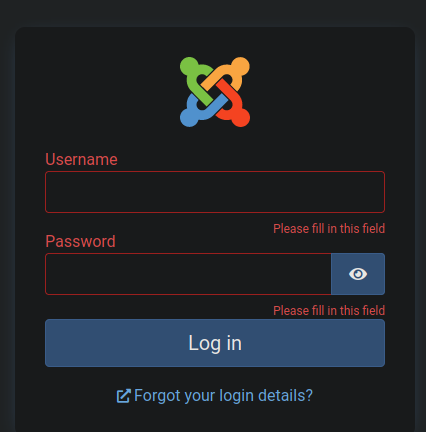 Username
Please fill in this field
Password
Please fill in this field
Log in
Forgot your login details?